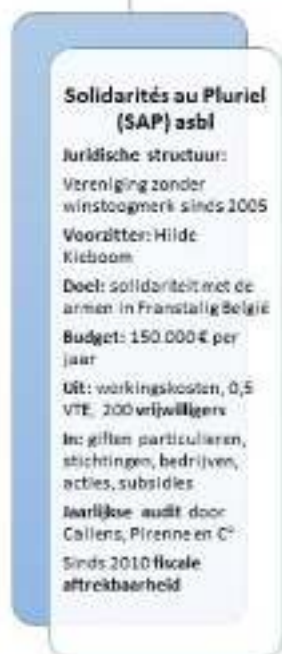 Solidarités au Pluriel
(SAP) asbl
Juridische structuur:
Vereniging zonder
winstoogmerk sinds 2005
Voorzitter: Hilde
Kieboom
Doel: solidariteit met de
armen in Franstalig België
Budget: 150.000 € per
jaar
Uit: werkingskosten, 0,5
VTE, 200 vrijwilligers
In: giften particulieren,
stichtingen, bedrijven,
acties, subsidies
Jaarlijkse audit door
Callens, Pirenne en C°
Sinds 2010 fiscale
aftrekbaarheid